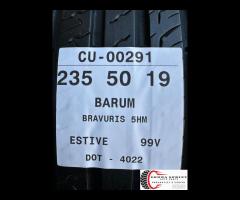 CU-00291
235 50 19
BARUM
BRAVURIS 5HM
ESTIVE 99V
DOT - 4022